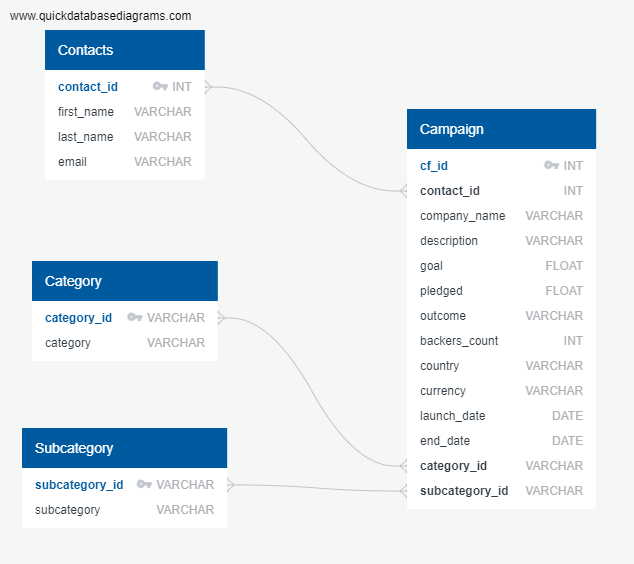 www.quickdatabasediagrams.com
Contacts
contact_id INT
first_name VARCHAR
last_name VARCHAR
email VARCHAR
Campaign
cf_id INT
contact_id INT
company_name VARCHAR
description VARCHAR
goal FLOAT
pledged FLOAT
outcome VARCHAR
backers_count INT
country VARCHAR
currency VARCHAR
launch_date DATE
end_date DATE
category_id VARCHAR
subcategory_id VARCHAR
Category
category_id VARCHAR
category VARCHAR
Subcategory
subcategory_id VARCHAR
subcategory VARCHAR